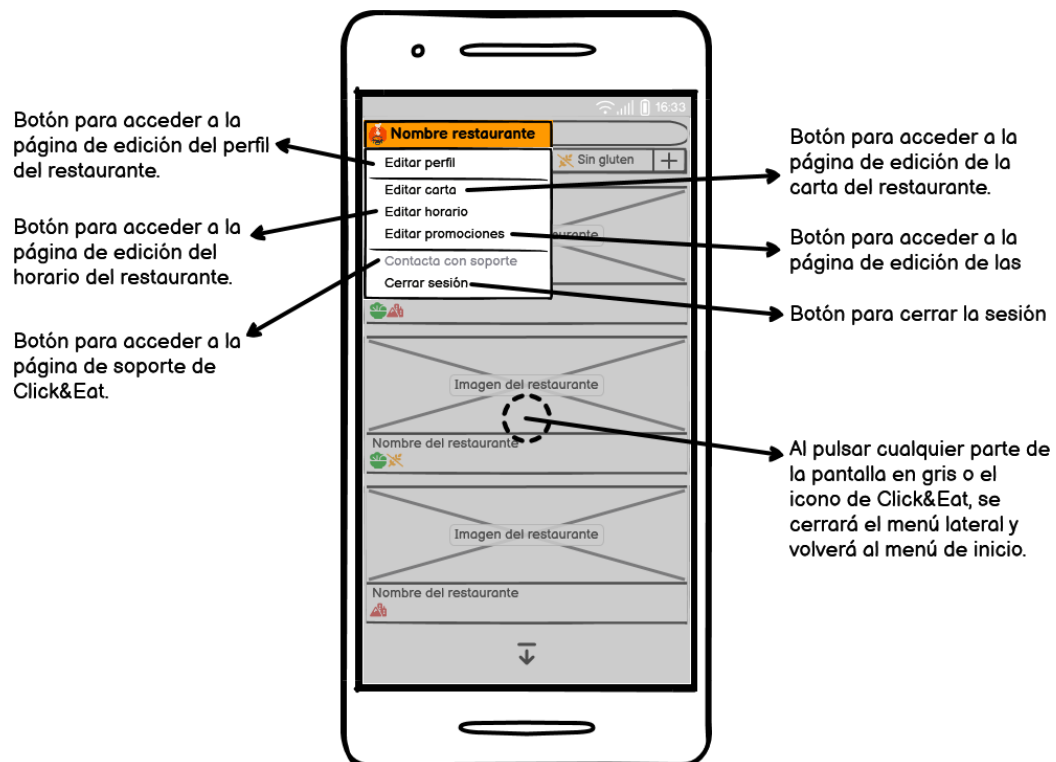 Botón para acceder a la
página de edición del perfil
del restaurante.
Botón para acceder a la
página de edición del
horario del restaurante.
Botón para acceder a la
página de soporte de
Click&Eat.
16:33
Nombre restaurante
Editar perfil
Editar carta
Editar horario
Editar promociones
Contacta con soporte
Cerrar sesión
Sin gluten
urante
Imagen del restaurante
Nombre del restaurante
Imagen del restaurante
Nombre del restaurante
Botón para acceder a la
página de edición de la
carta del restaurante.
Botón para acceder a la
página de edición de las
Botón para cerrar la sesión
Al pulsar cualquier parte de
la pantalla en gris o el
icono de Click&Eat, se
cerrará el menú lateral y
volverá al menú de inicio.